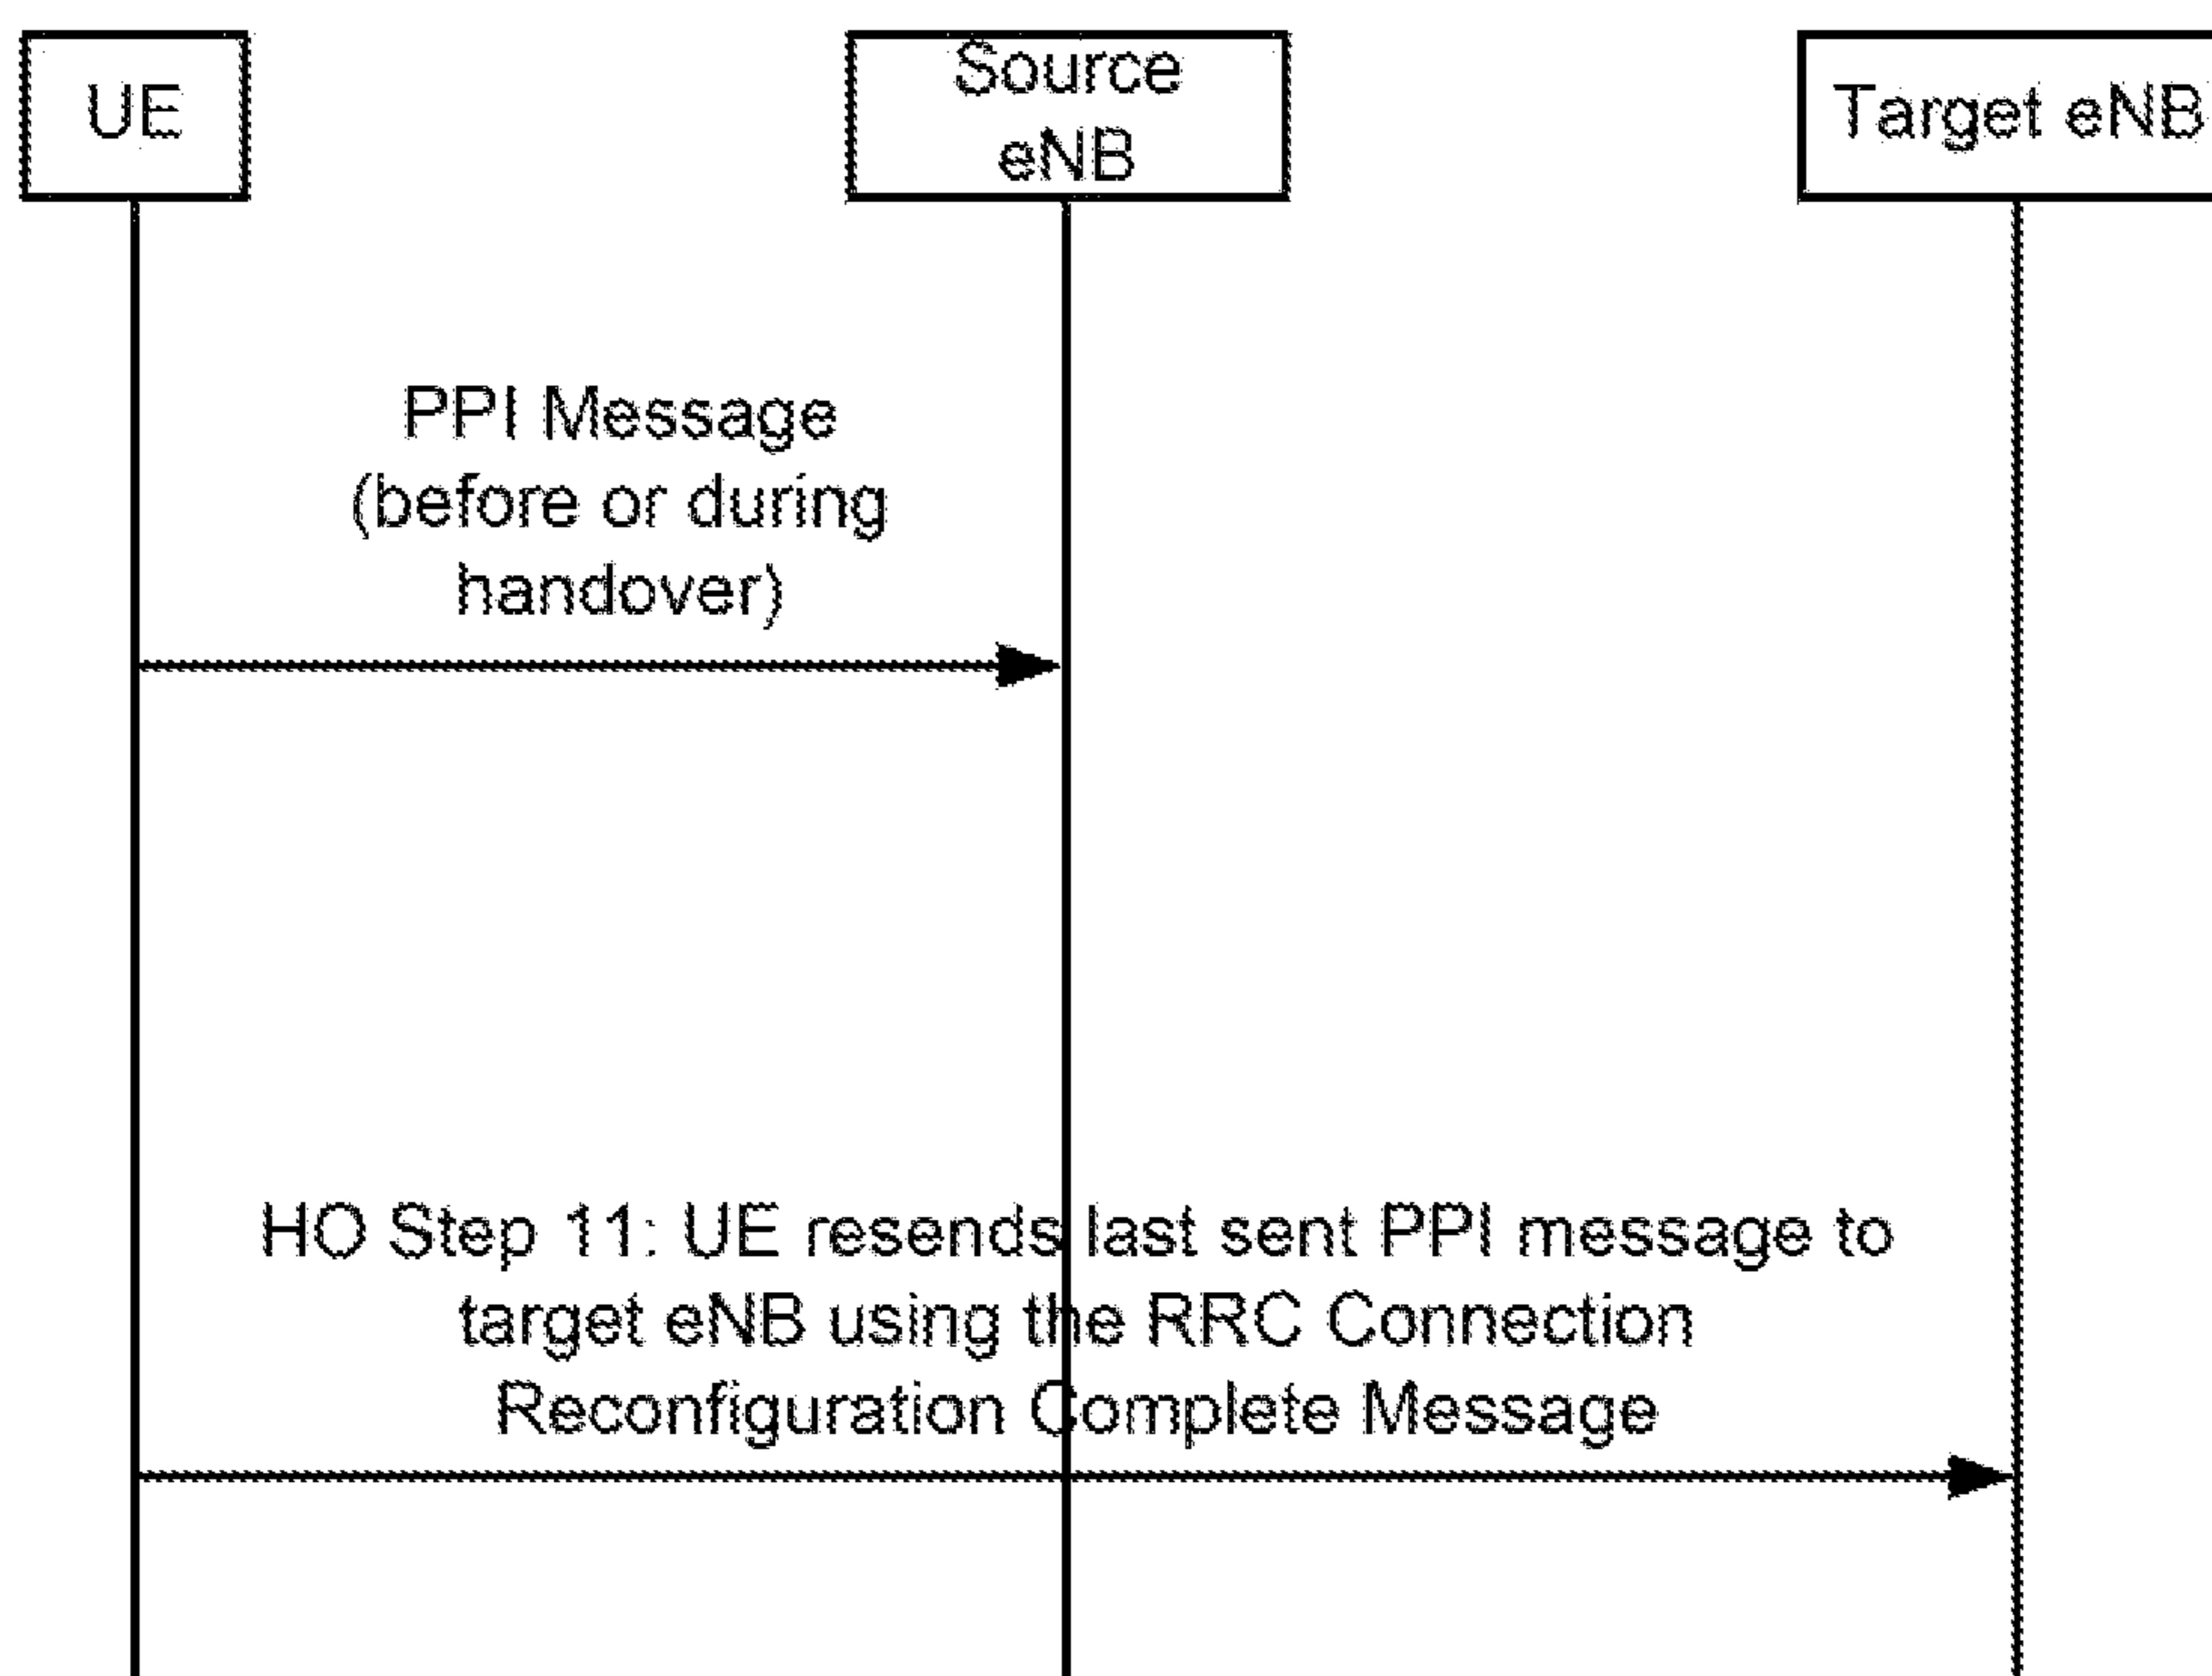 UE
Source
eNB
Target eNB
PPI Message
(before or during
handover)
HO Step 11: UE resends last sent PPI message to
target eNB using the RRC Connection
Reconfiguration Complete Message